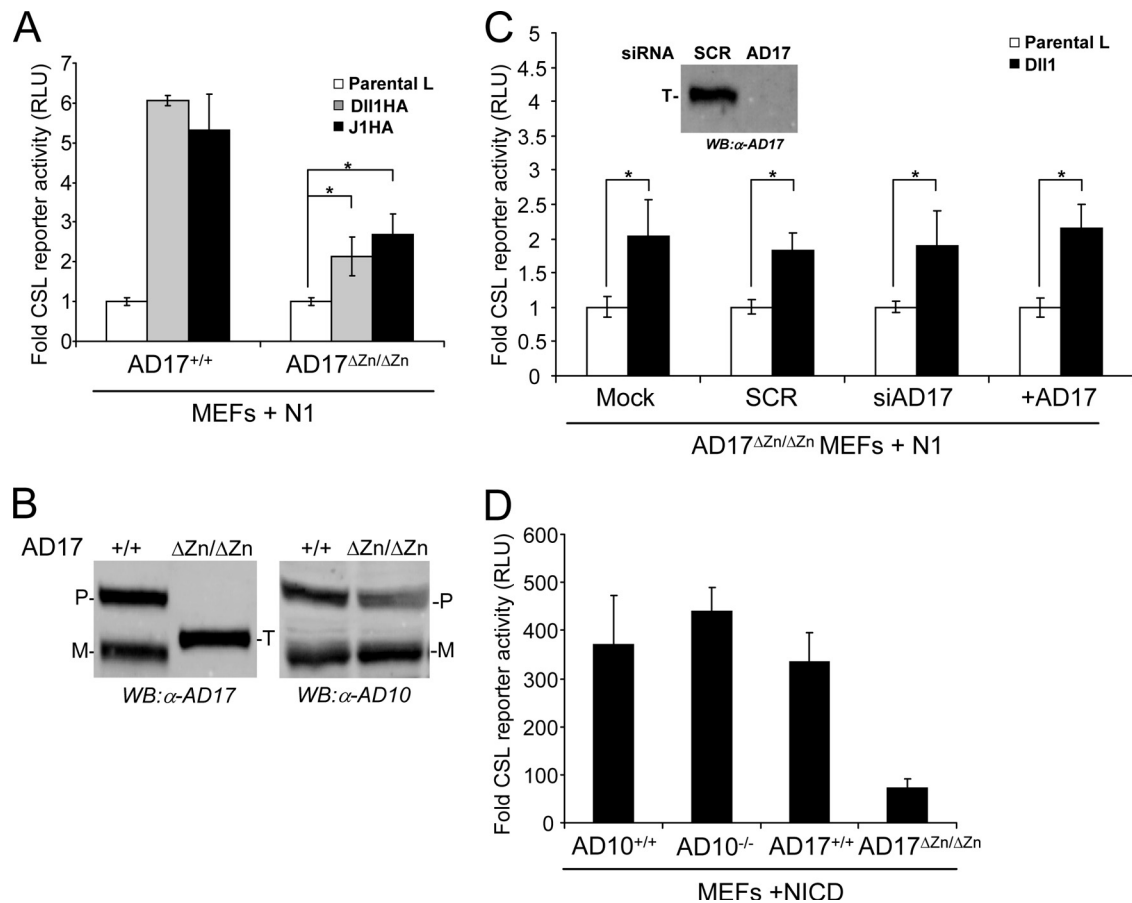 A
Fold CSL reporter activity (RLU)
7
6
5
4
3
2
1
0
Parental L
Dll1HA
J1HA
*
*
AD17+/+
AD17ΔZn/ΔZn
MEFs + N1
B
AD17
+/+
ΔZn/ΔZn
+/+
ΔZn/ΔZn
P-
M-
-T
-P
-M
WB:α-AD17
WB:α-AD10
C
Fold CSL reporter activity (RLU)
5
4.5
4
3.5
3
2.5
2
1.5
1
0.5
0
siRNA SCR AD17
T-
WB:α-AD17
Parental L
Dll1
*
*
*
*
Mock
SCR
siAD17
+AD17
AD17ΔZn/ΔZn MEFs + N1
D
Fold CSL reporter activity (RLU)
600
500
400
300
200
100
0
AD10+/+
AD10-/-
AD17+/+
AD17ΔZn/ΔZn
MEFs +NICD